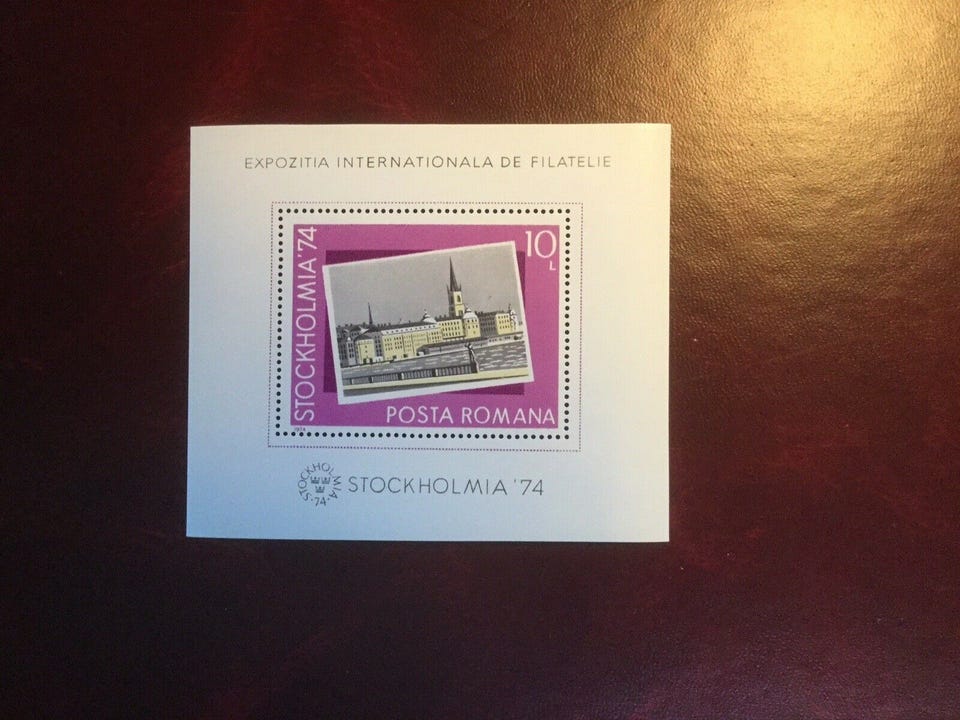 EXPOZITIA INTERNATIONALA DE FILATELIE
STOCKHOLMIA'74
10
L
POSTA ROMANA
1974
STOCKHOLMIA
·74·
STOCKHOLMIA '74